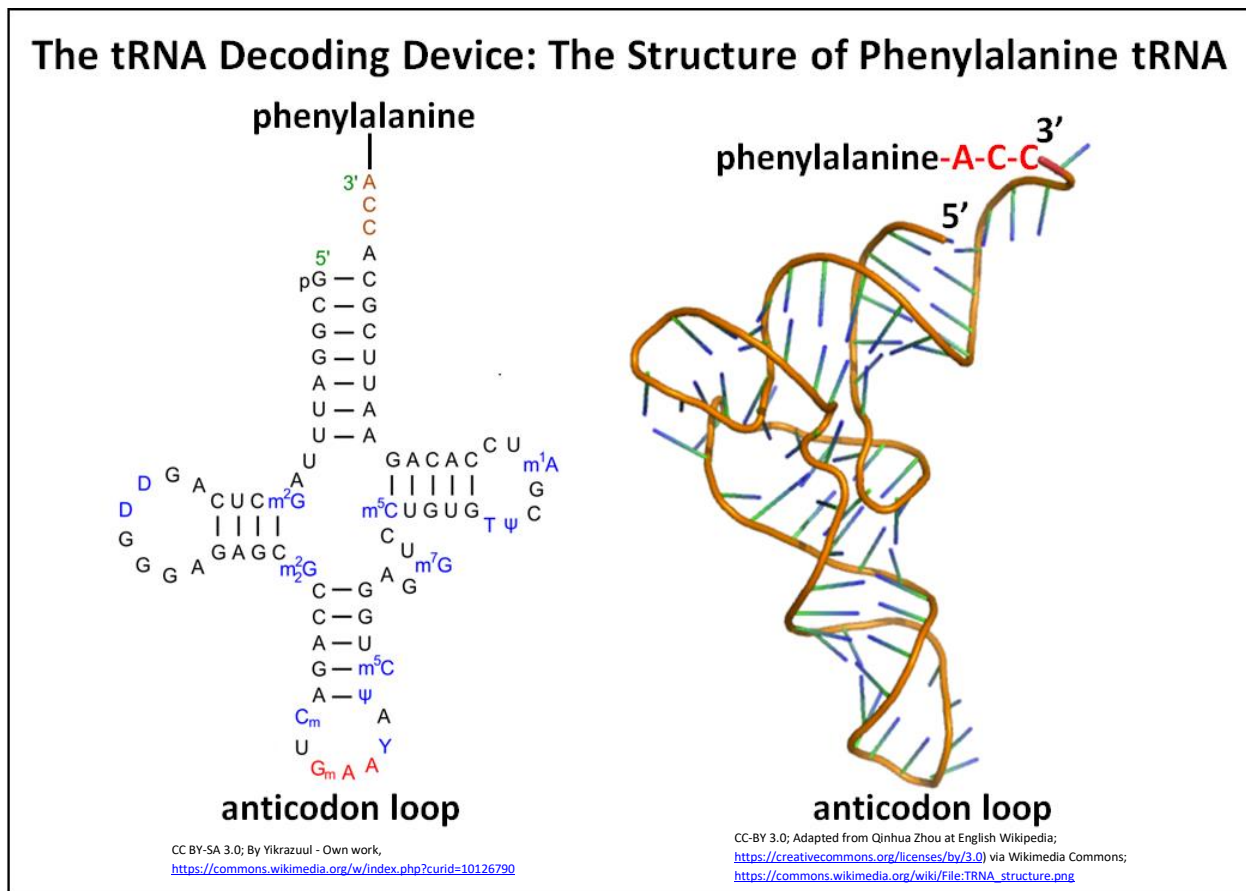 The tRNA Decoding Device: The Structure of Phenylalanine tRNA
phenylalanine
3' A
C
C
A
5'
pG — C
C — G
G — C
G — U
A — U
U — A
U — A
U
A
D
D
G
A
C U C m²G
G
G
G
A
G A G C
m²₂G
G A C A C
C U
m¹A
G
C
m⁵C U G U G
T ψ
C
U
m⁷G
A
G
C — G
C — G
A — U
G — m⁵C
A — ψ
Cm
A
U
Y
Gm A A
anticodon loop
CC BY-SA 3.0; By Yikrazuul - Own work,
https://commons.wikimedia.org/w/index.php?curid=10126790
3’
phenylalanine-A-C-C
5’
anticodon loop
CC-BY 3.0; Adapted from Qinhua Zhou at English Wikipedia;
https://creativecommons.org/licenses/by/3.0) via Wikimedia Commons;
https://commons.wikimedia.org/wiki/File:TRNA_structure.png